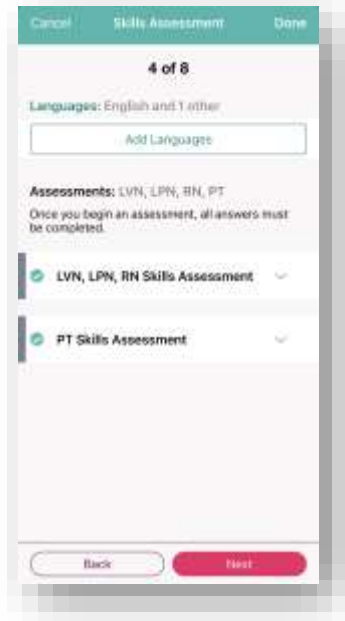 Cancel Skills Assessment Done
4 of 8
Languages: English and 1 other
Add Languages
Assessments: LVN, LPN, RN, PT
Once you begin an assessment, all answers must
be completed.
LVN, LPN, RN Skills Assessment
PT Skills Assessment
Back Next